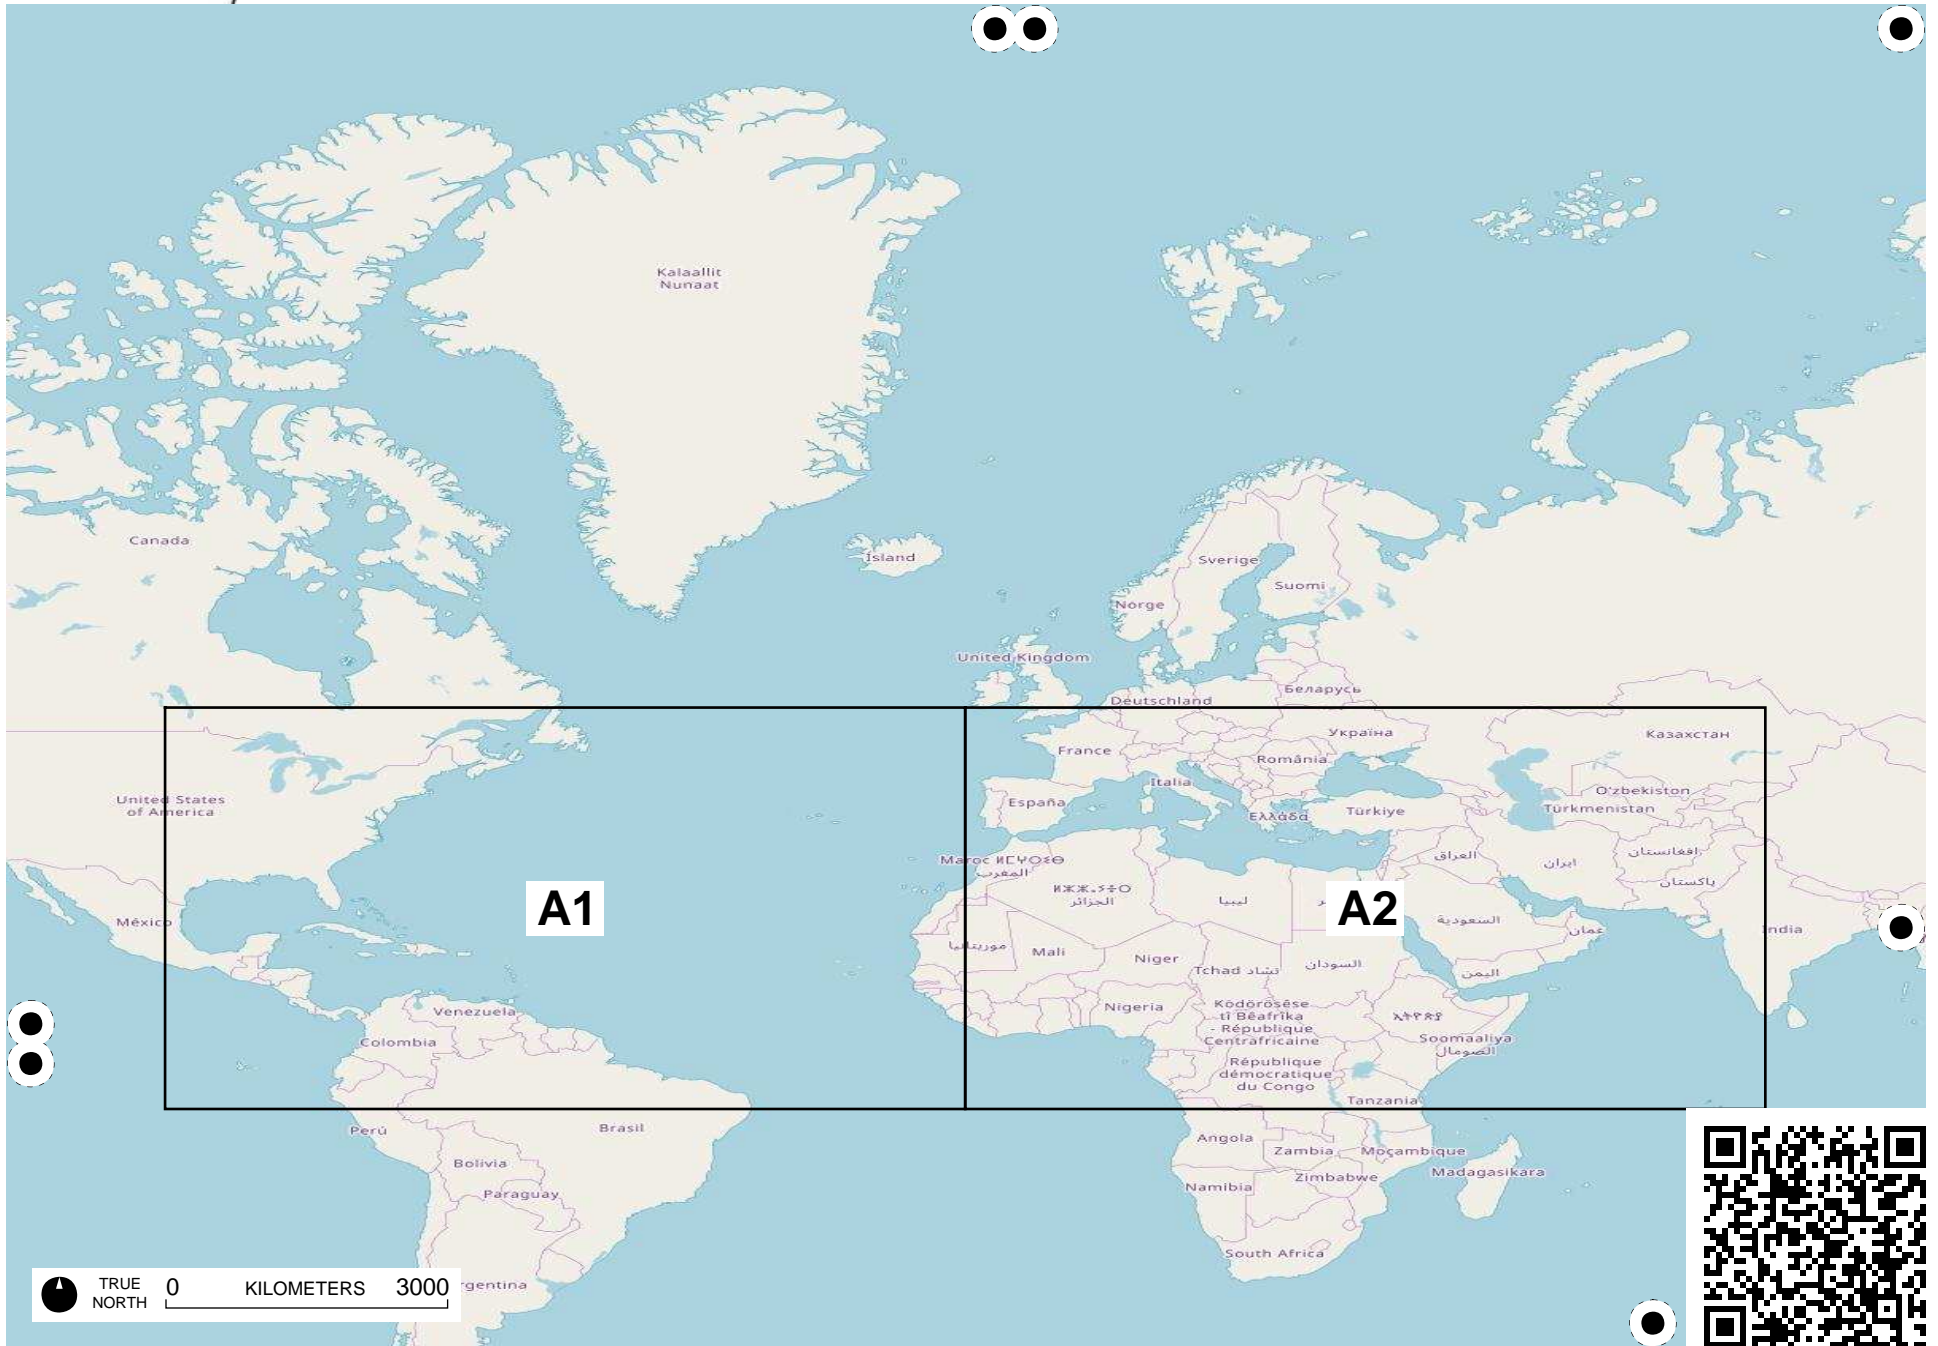 Kalaallit
Nunaat
Canada
Ísland
Sverige
Suomi
Norge
United Kingdom
Беларусь
Deutschland
Україна
Казахстан
France
România
Italia
O'zbekiston
United States
of America
España
Türkiye
Türkmenistan
Ελλάδα
Maroc ⵍⵎⵖⵔⵉⴱ
المغرب
العراق
ایران
افغانستان
پاکستان
الجزائر
ليبيا
A1
A2
السعودية
عمان
México
India
موريتانيا
Mali
Niger
Tchad تشاد
السودان
اليمن
Venezuela
Nigeria
Ködörösêse
tî Bêafrîka
- République
Centrafricaine
Colombia
Soomaaliya
الصومال
République
démocratique
du Congo
Tanzania
Perú
Brasil
Angola
Zambia
Moçambique
Bolivia
Madagasikara
Zimbabwe
Paraguay
Namibia
South Africa
rgentina
TRUE
NORTH
0 KILOMETERS 3000